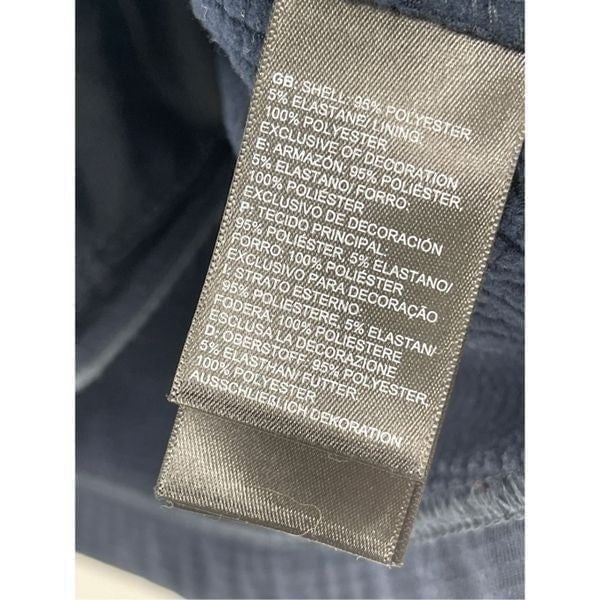 GB: SHELL: 95% POLYESTER,
5% ELASTANE/LINING:
100% POLYESTER
EXCLUSIVE OF DECORATION
E: ARMAZÓN: 95% POLIÉSTER
5% ELASTANO/ FORRO:
100% POLIÉSTER
EXCLUSIVO DE DECORACIÓN
P: TECIDO PRINCIPAL:
95% POLIÉSTER, 5% ELASTANO/
FORRO: 100% POLIÉSTER
EXCLUSIVO PARA DECORAÇÃO
I: STRATO ESTERNO:
95% POLIESTERE, 5% ELASTAN/
FODERA: 100% POLIESTERE
ESCLUSA LA DECORAZIONE
D: OBERSTOFF: 95% POLYESTER,
5% ELASTHAN/ FUTTER:
100% POLYESTER
AUSSCHLIEßLICH DEKORATION